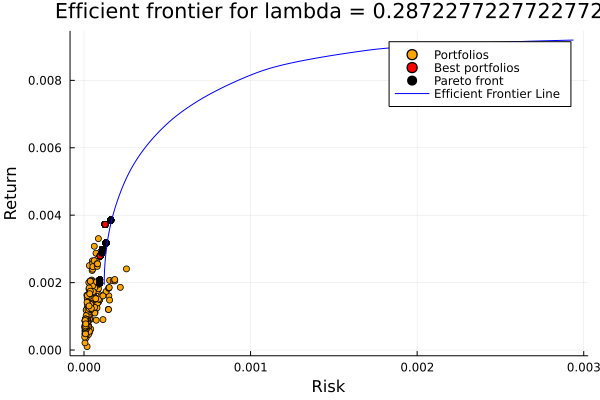 Efficient frontier for lambda = 0.2872277227722772
Portfolios
Best portfolios
Pareto front
Efficient Frontier Line
Return
0.008
0.006
0.004
0.002
0.000
0.000
0.001
0.002
0.003
Risk